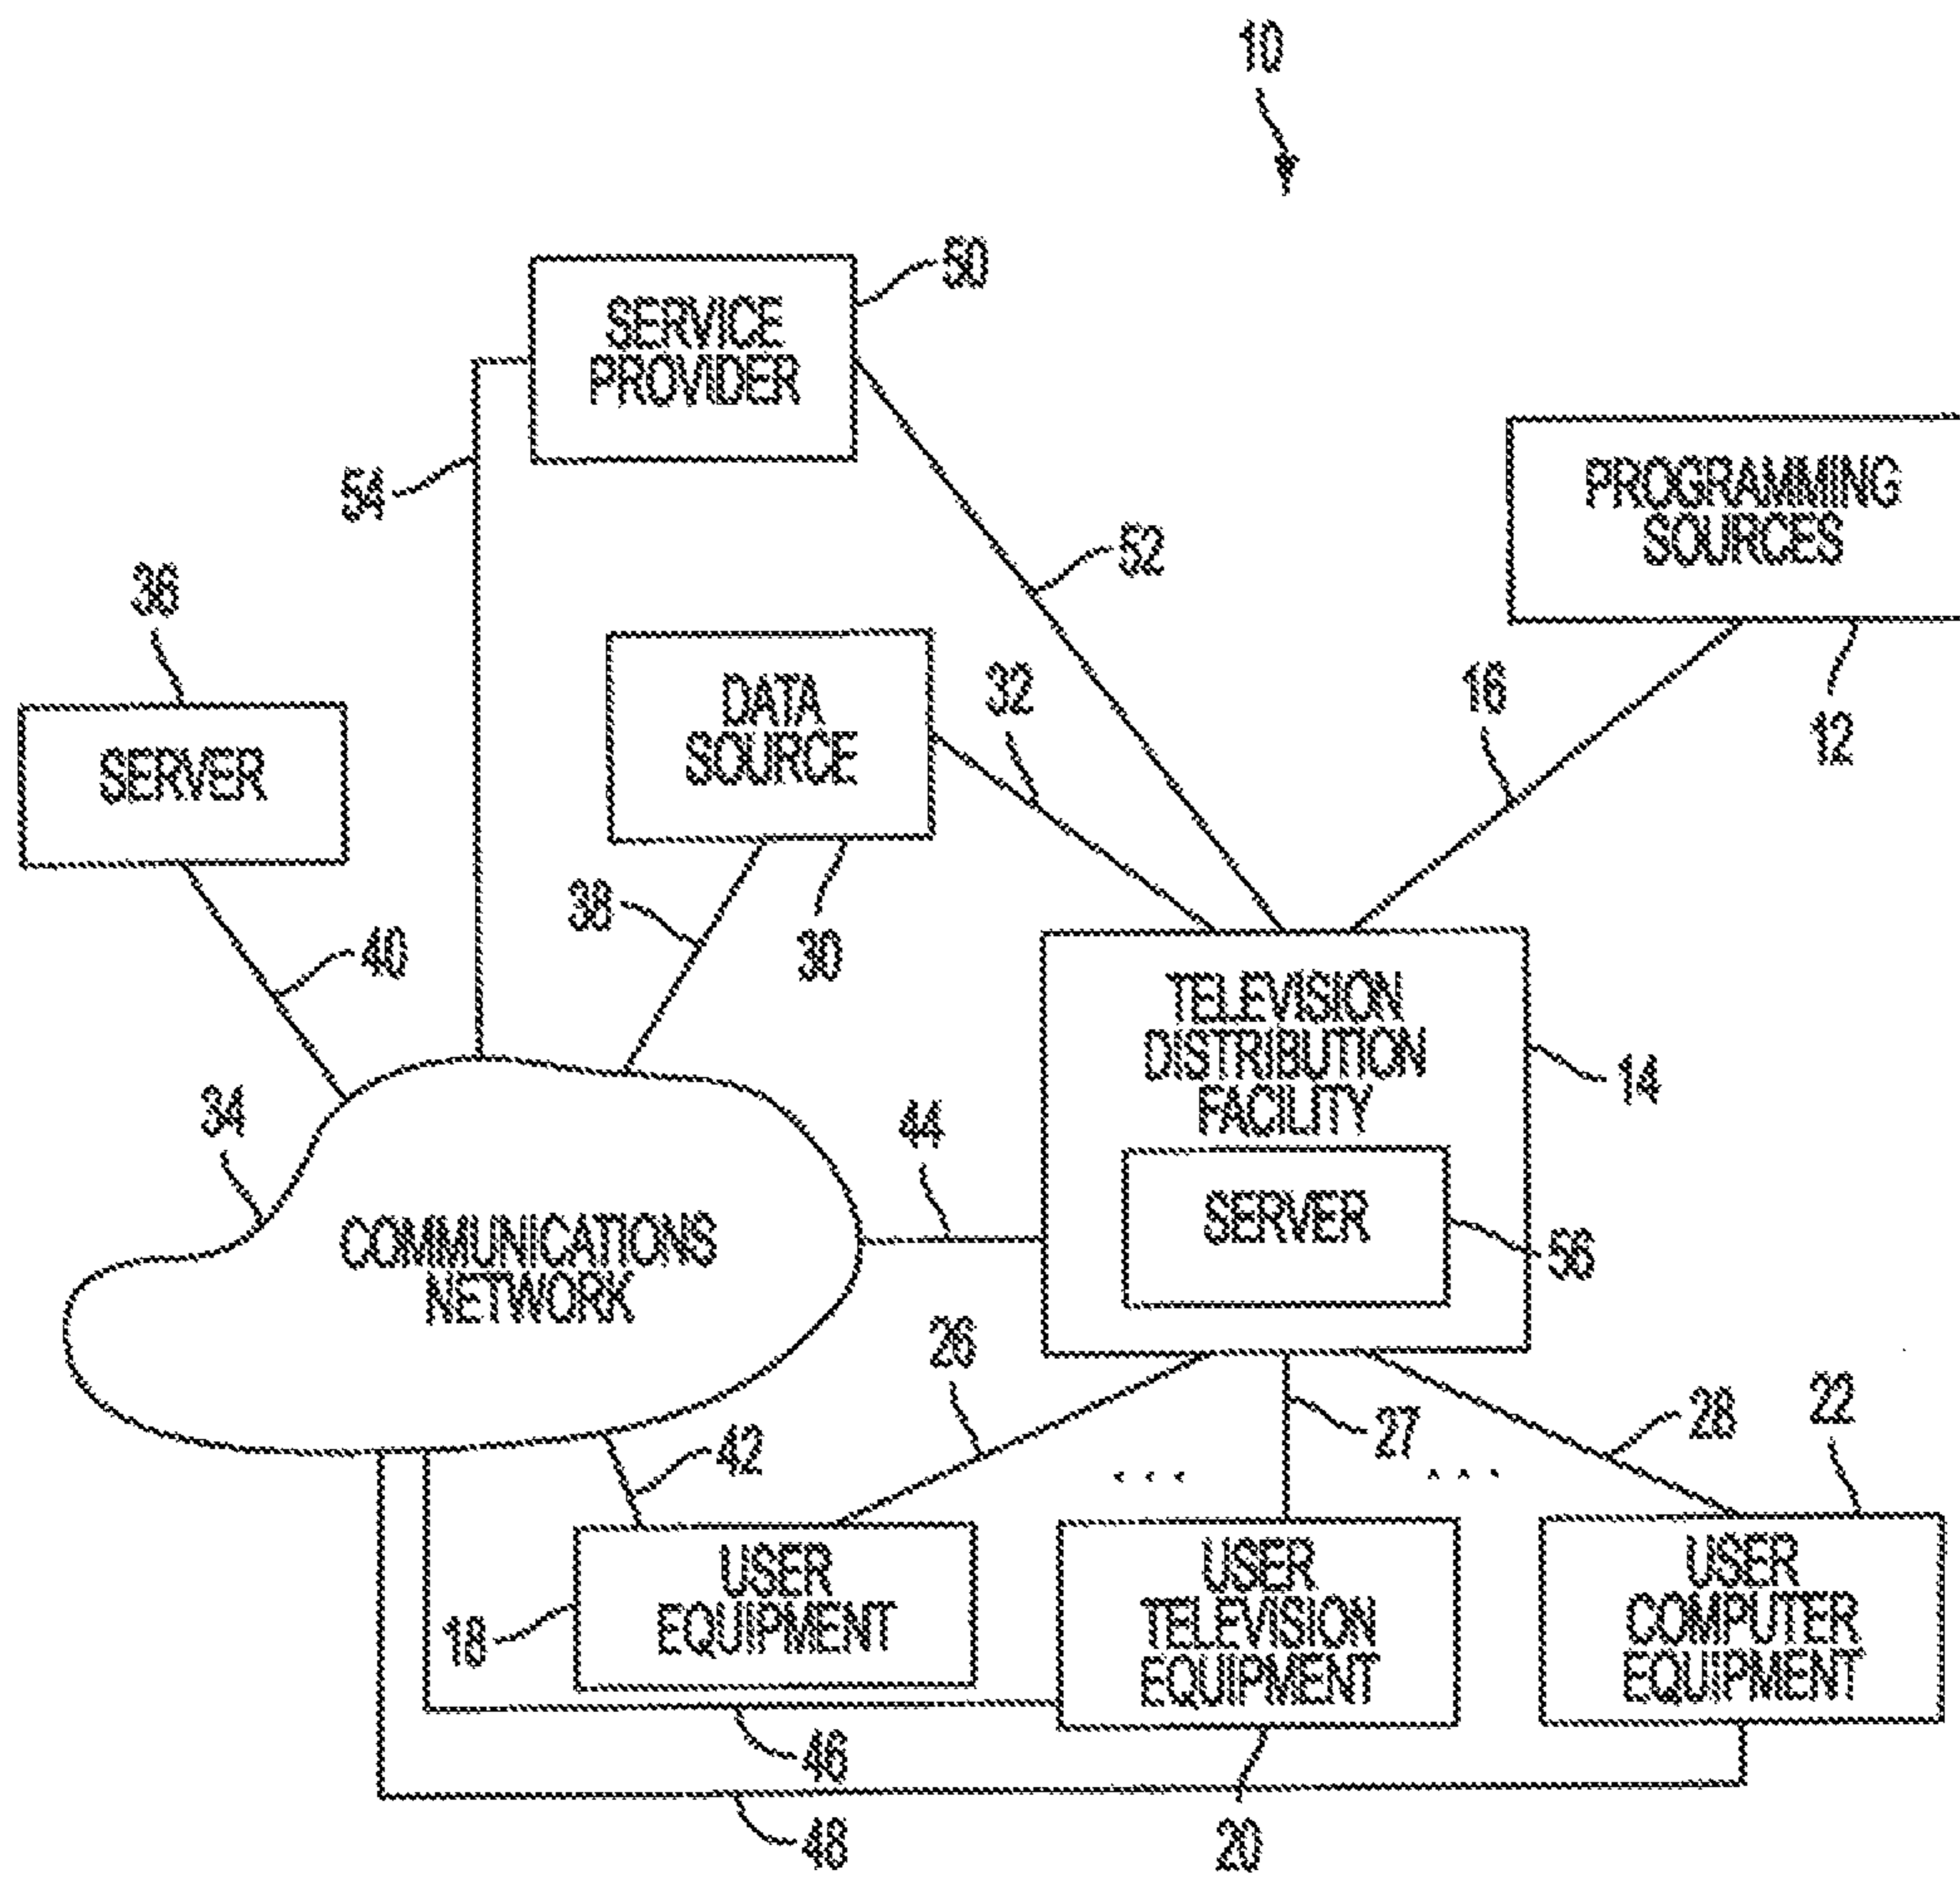 10
50
SERVICE
PROVIDER
54
52
PROGRAMMING
SOURCES
12
36
SERVER
DATA
SOURCE
32
16
38
30
40
34
COMMUNICATIONS
NETWORK
44
TELEVISION
DISTRIBUTION
FACILITY
14
SERVER
56
26
27
28
22
42
...
...
18
USER
EQUIPMENT
USER
TELEVISION
EQUIPMENT
USER
COMPUTER
EQUIPMENT
46
48
20